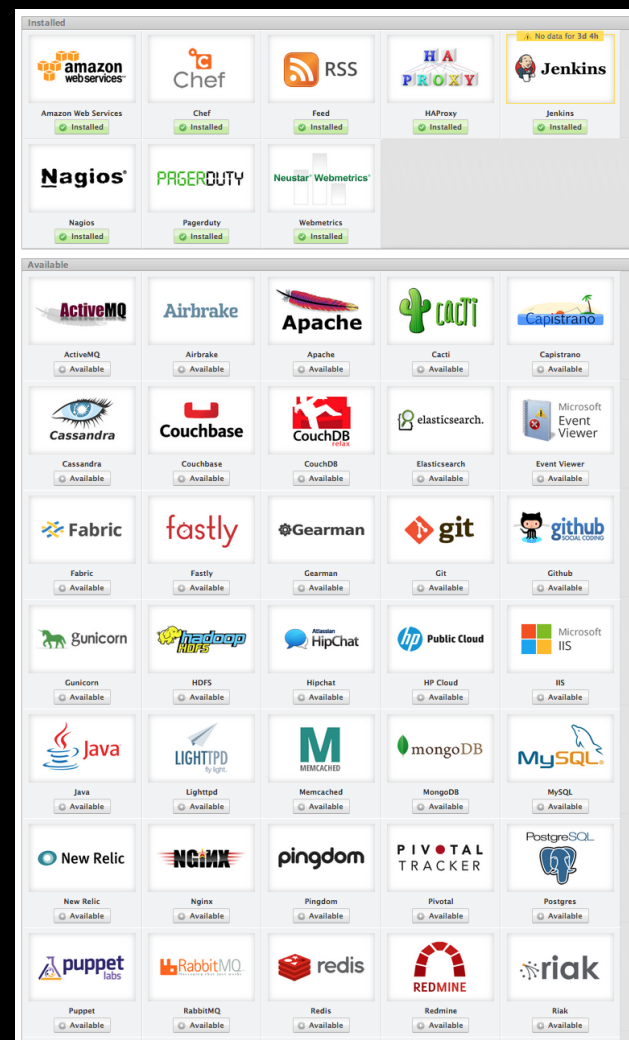 Installed
No data for 3d 4h
amazon
webservices™
Chef
RSS
H A
P R O X Y
Jenkins
Amazon Web Services
Chef
Feed
HAProxy
Jenkins
Installed
Installed
Installed
Installed
Installed
Nagios®
PAGERDUTY
Neustar® Webmetrics®
Nagios
Pagerduty
Webmetrics
Installed
Installed
Installed
Available
ActiveMQ
Airbrake
Apache
cacti
Capistrano
ActiveMQ
Airbrake
Apache
Cacti
Capistrano
Available
Available
Available
Available
Available
Cassandra
Couchbase
CouchDB
relax
elasticsearch.
Microsoft
Event
Viewer
Cassandra
Couchbase
CouchDB
Elasticsearch
Event Viewer
Available
Available
Available
Available
Available
Fabric
fastly
Gearman
git
github
SOCIAL CODING
Fabric
Fastly
Gearman
Git
Github
Available
Available
Available
Available
Available
gunicorn
hadoop
HDFS
Atlassian
HipChat
hp Public Cloud
Microsoft
IIS
Gunicorn
HDFS
Hipchat
HP Cloud
IIS
Available
Available
Available
Available
Available
Java
LIGHTTPD
fly light.
M
MEMCACHED
mongoDB
MySQL
Java
Lighttpd
Memcached
MongoDB
MySQL
Available
Available
Available
Available
Available
New Relic
NGINX
pingdom
PIVOTAL
TRACKER
PostgreSQL
New Relic
Nginx
Pingdom
Pivotal
Postgres
Available
Available
Available
Available
Available
puppet
labs
RabbitMQ
Messaging that just works
redis
REDMINE
riak
Puppet
RabbitMQ
Redis
Redmine
Riak
Available
Available
Available
Available
Available